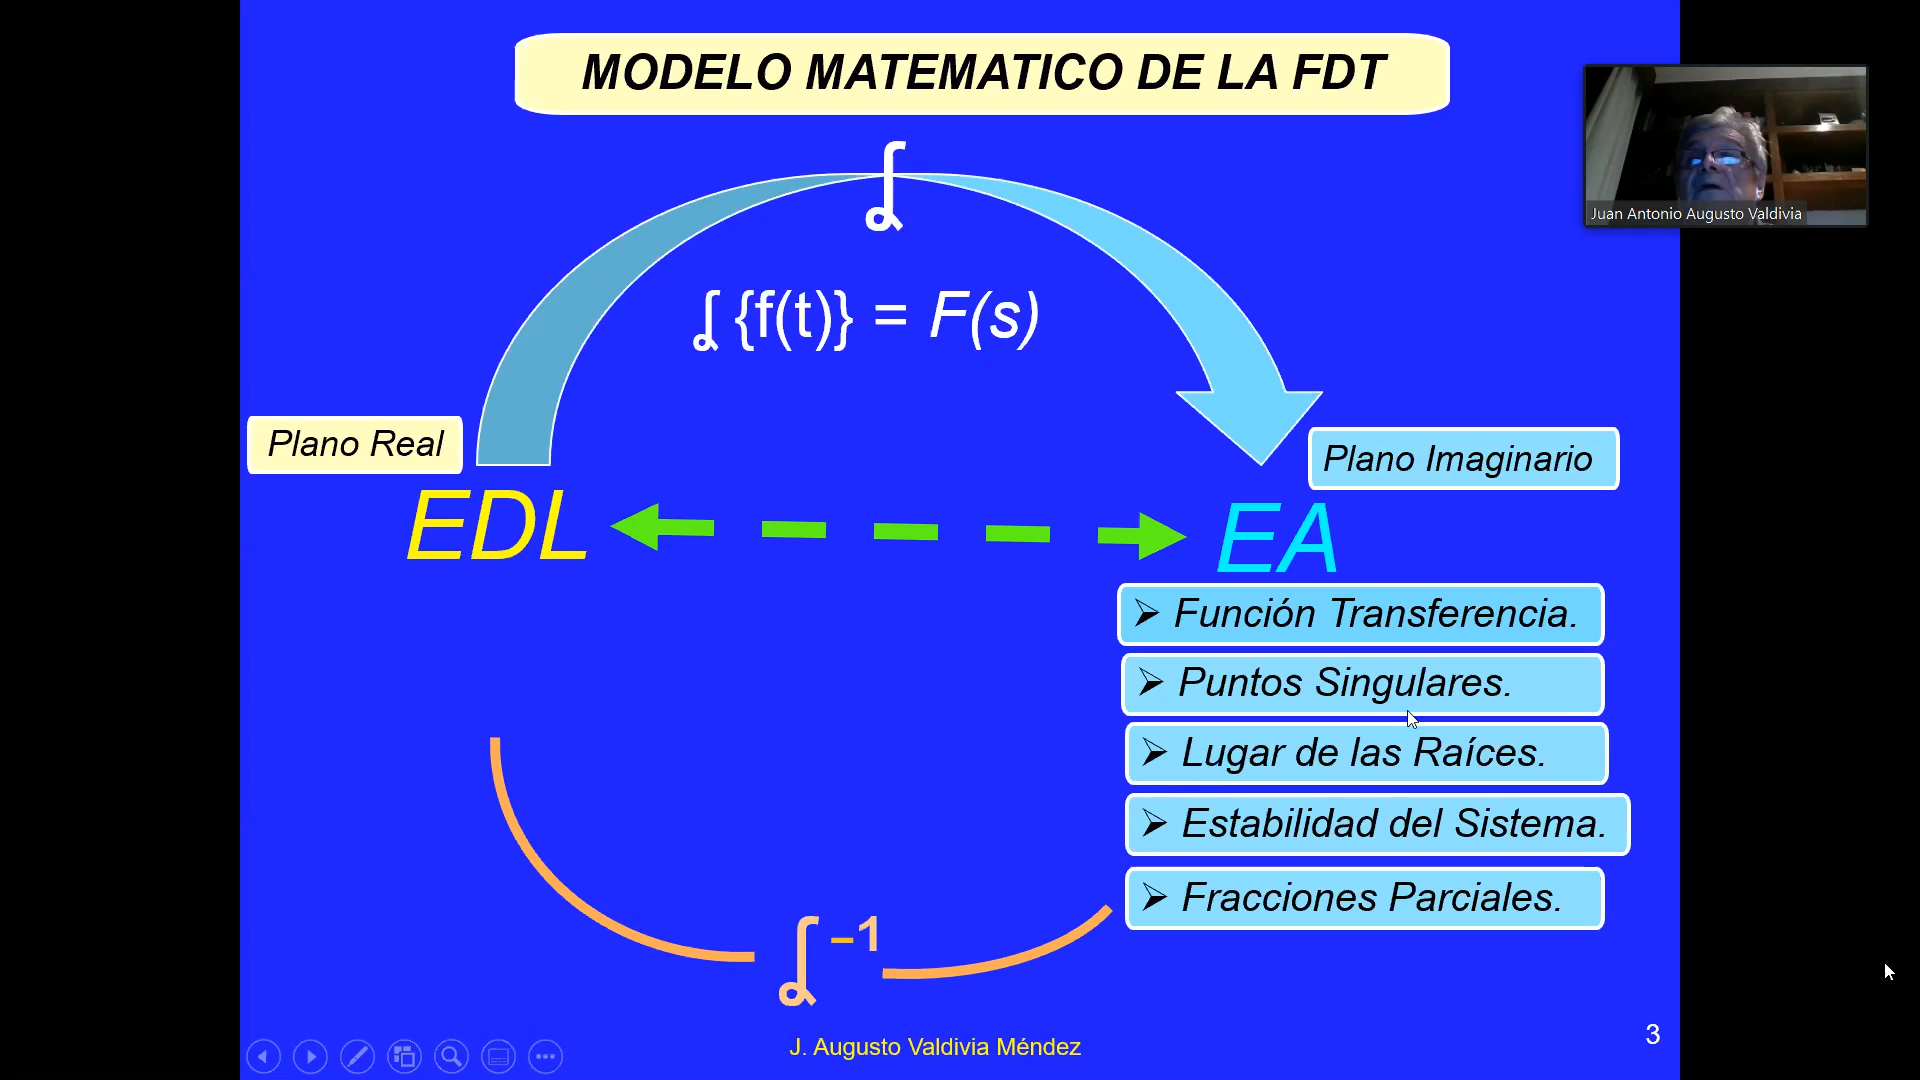 MODELO MATEMATICO DE LA FDT
Juan Antonio Augusto Valdivia
ʆ
ʆ {f(t)} = F(s)
Plano Real
Plano Imaginario
EDL
EA
➢ Función Transferencia.
➢ Puntos Singulares.
➢ Lugar de las Raíces.
➢ Estabilidad del Sistema.
➢ Fracciones Parciales.
ʆ –1
J. Augusto Valdivia Méndez
3